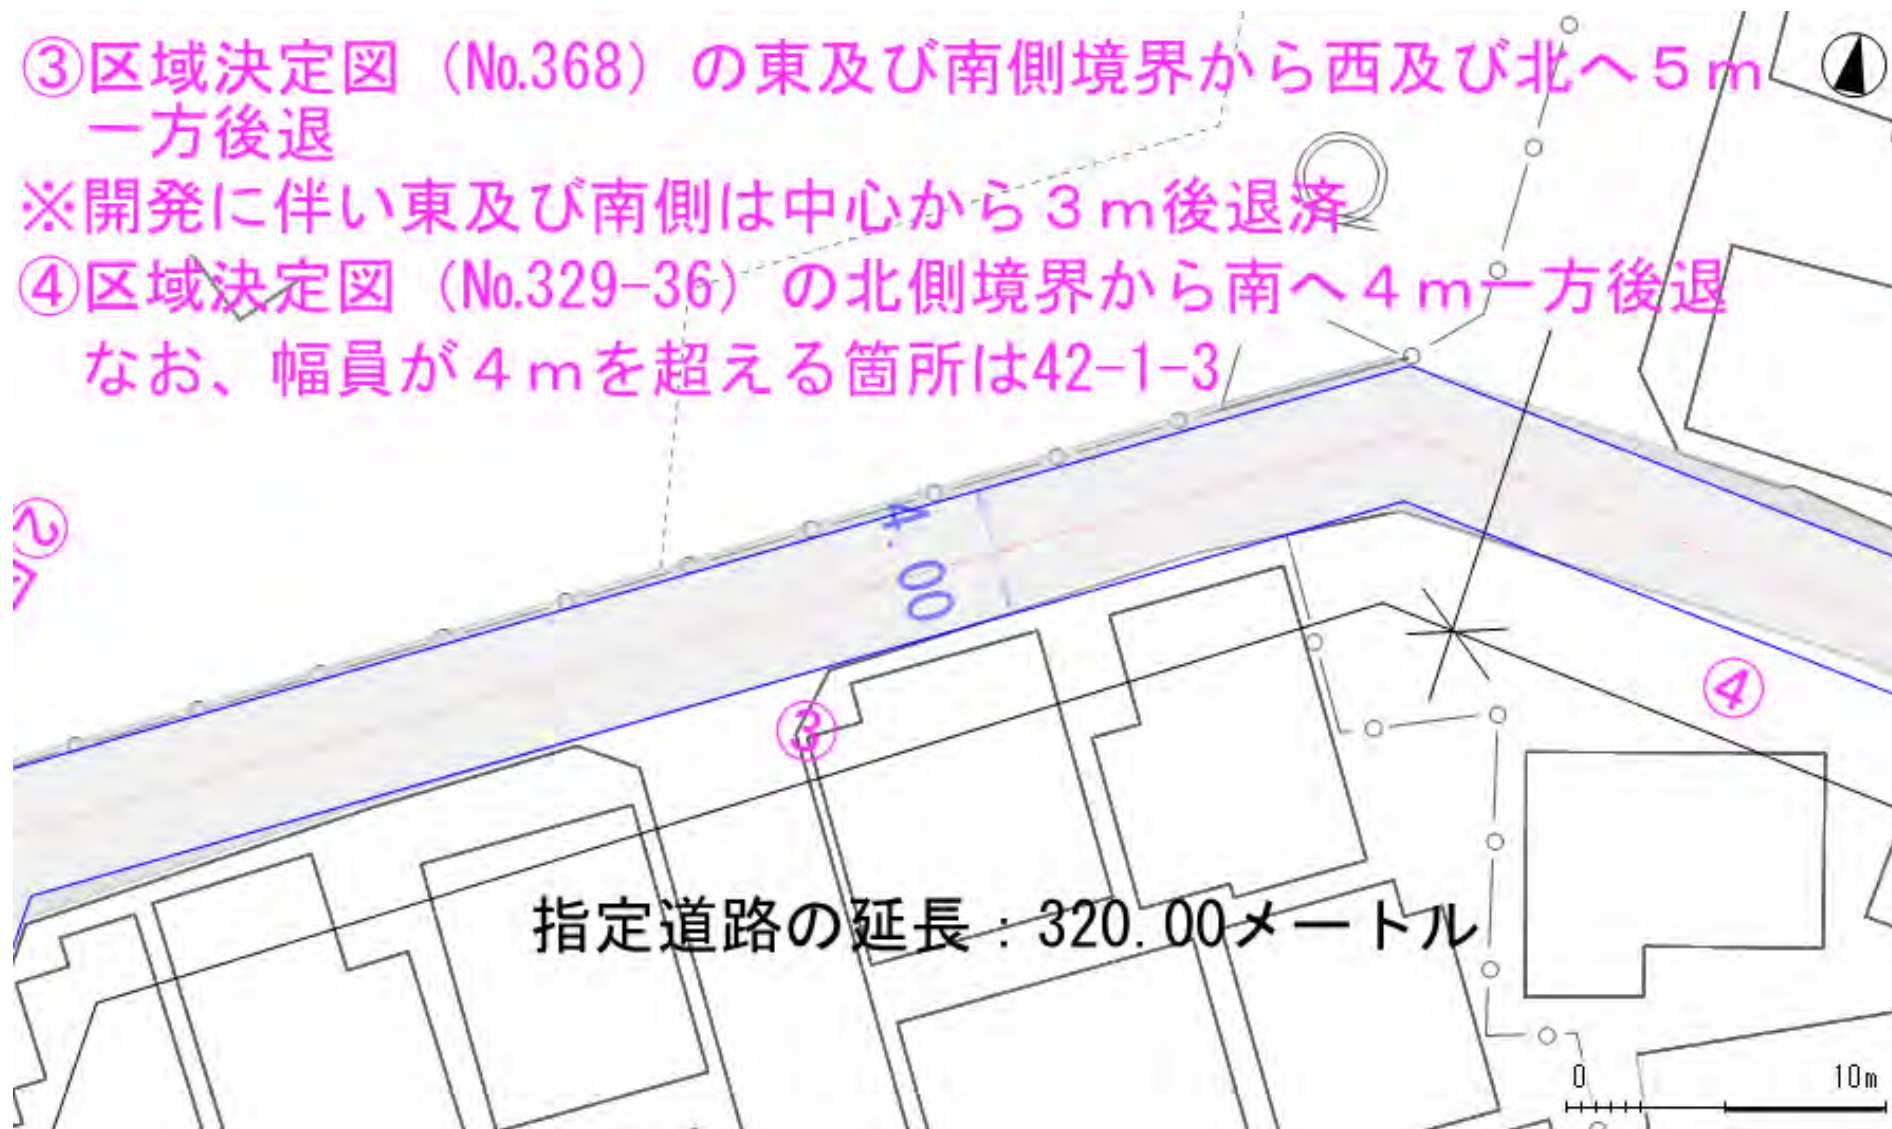 ③区域決定図（№368）の東及び南側境界から西及び北へ５ｍ
一方後退
※開発に伴い東及び南側は中心から３ｍ後退済
④区域決定図（№329-36）の北側境界から南へ４ｍ一方後退
なお、幅員が４ｍを超える箇所は42-1-3
②
4.00
③
④
指定道路の延長：320.00メートル
0 10m